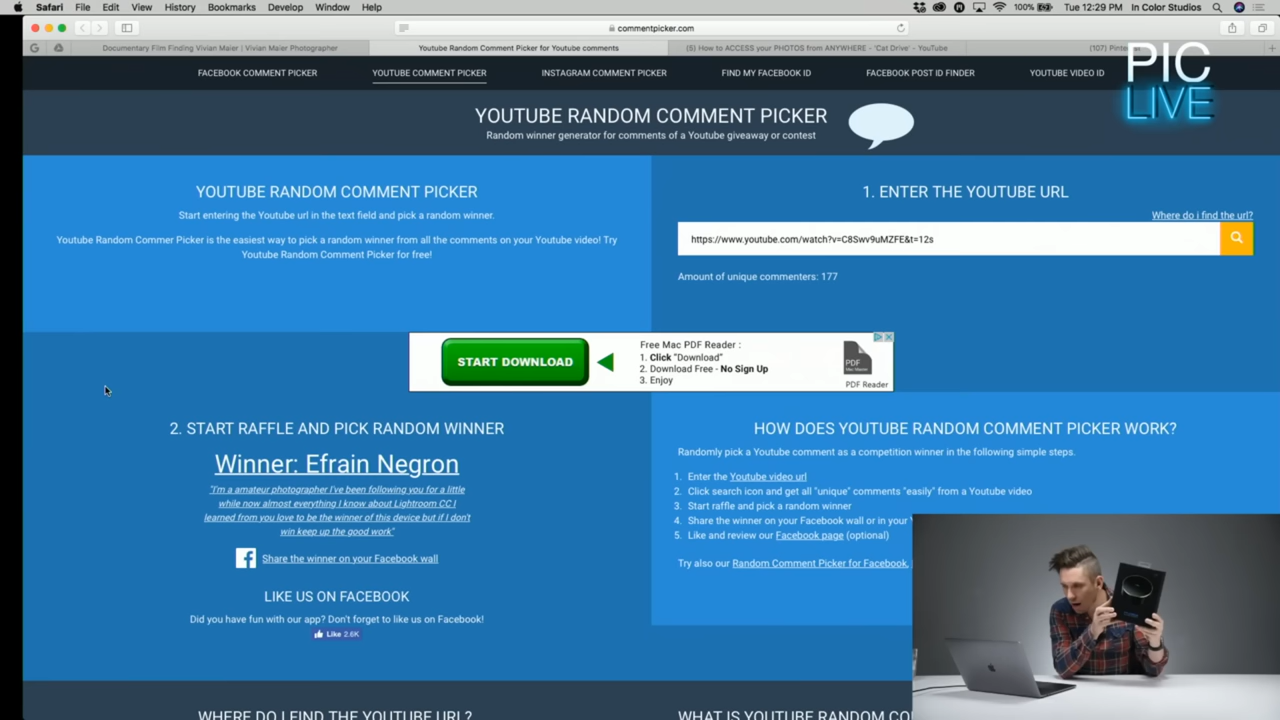 Safari File Edit View History Bookmarks Develop Window Help 100% Tue 12:29 PM In Color Studios
commentpicker.com
Documentary Film Finding Vivian Maier | Vivian Maier Photographer Youtube Random Comment Picker for Youtube comments (5) How to ACCESS your PHOTOS from ANYWHERE - 'Cat Drive' - YouTube (107)
PIC
LIVE
FACEBOOK COMMENT PICKER YOUTUBE COMMENT PICKER INSTAGRAM COMMENT PICKER FIND MY FACEBOOK ID FACEBOOK POST ID FINDER YOUTUBE VIDEO ID
YOUTUBE RANDOM COMMENT PICKER
Random winner generator for comments of a Youtube giveaway or contest
YOUTUBE RANDOM COMMENT PICKER
Start entering the Youtube url in the text field and pick a random winner.
Youtube Random Commer Picker is the easiest way to pick a random winner from all the comments on your Youtube video! Try
Youtube Random Comment Picker for free!
1. ENTER THE YOUTUBE URL
Where do i find the url?
https://www.youtube.com/watch?v=C8Swv9uMZFE&t=12s
Amount of unique commenters: 177
START DOWNLOAD
Free Mac PDF Reader :
1. Click "Download"
2. Download Free - No Sign Up
3. Enjoy
PDF
PDF Reader
2. START RAFFLE AND PICK RANDOM WINNER
Winner: Efrain Negron
"I'm a amateur photographer I've been following you for a little
while now almost everything I know about Lightroom CC I
learned from you love to be the winner of this device but if I don't
win keep up the good work"
Share the winner on your Facebook wall
LIKE US ON FACEBOOK
Did you have fun with our app? Don't forget to like us on Facebook!
Like 2.6K
HOW DOES YOUTUBE RANDOM COMMENT PICKER WORK?
Randomly pick a Youtube comment as a competition winner in the following simple steps.
1. Enter the Youtube video url
2. Click search icon and get all "unique" comments "easily" from a Youtube video
3. Start raffle and pick a random winner
4. Share the winner on your Facebook wall or in your
5. Like and review our Facebook page (optional)
Try also our Random Comment Picker for Facebook,
WHERE DO I FIND THE YOUTUBE URL?
WHAT IS YOUTUBE RANDOM CO